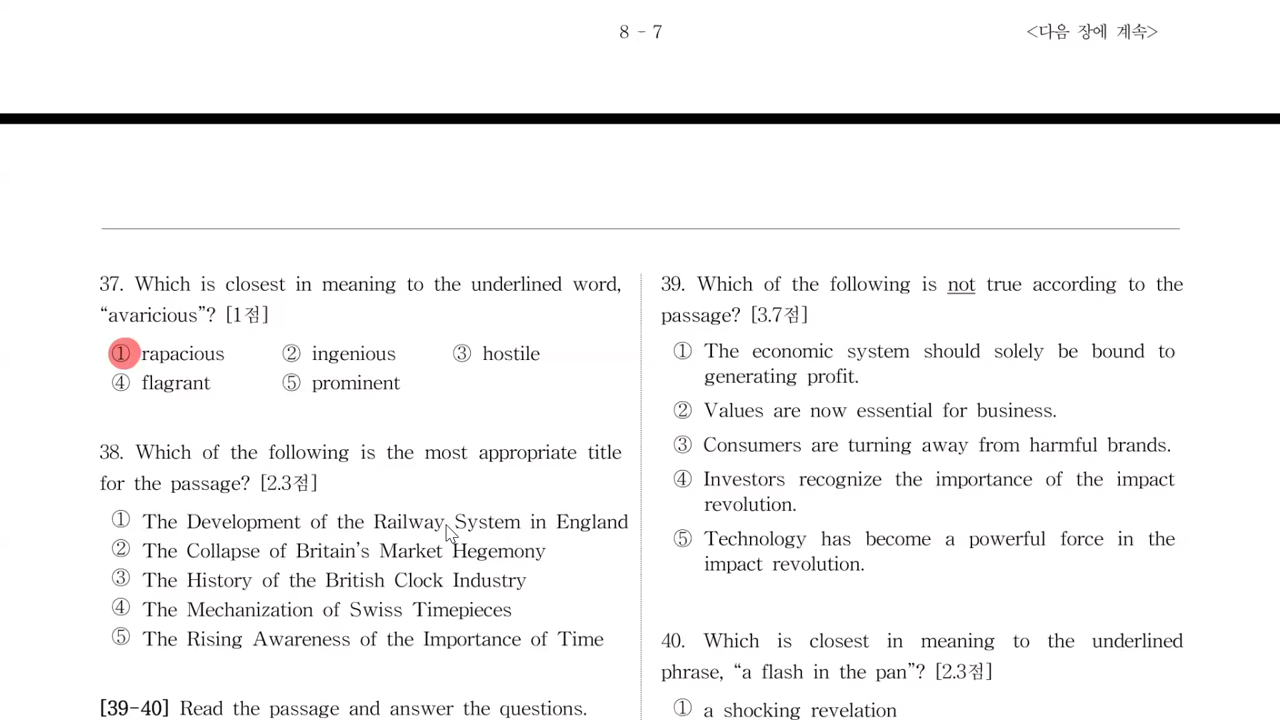 8 - 7
<다음 장에 계속>
37. Which is closest in meaning to the underlined word,
“avaricious”? [1점]
① rapacious ② ingenious ③ hostile
④ flagrant ⑤ prominent
38. Which of the following is the most appropriate title
for the passage? [2.3점]
① The Development of the Railway System in England
② The Collapse of Britain’s Market Hegemony
③ The History of the British Clock Industry
④ The Mechanization of Swiss Timepieces
⑤ The Rising Awareness of the Importance of Time
[39-40] Read the passage and answer the questions.
39. Which of the following is not true according to the
passage? [3.7점]
① The economic system should solely be bound to
generating profit.
② Values are now essential for business.
③ Consumers are turning away from harmful brands.
④ Investors recognize the importance of the impact
revolution.
⑤ Technology has become a powerful force in the
impact revolution.
40. Which is closest in meaning to the underlined
phrase, “a flash in the pan”? [2.3점]
① a shocking revelation